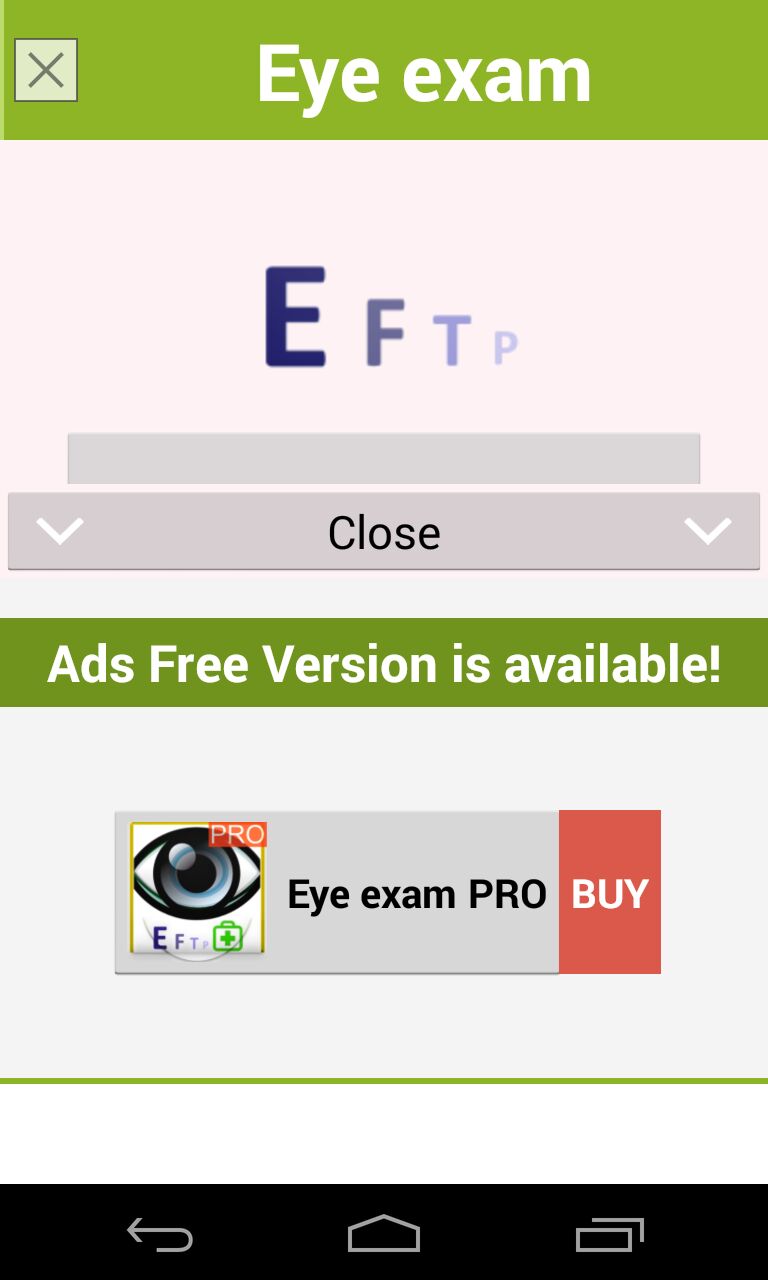 Eye exam
E F T P
Close
Ads Free Version is available!
PRO
E F T P
Eye exam PRO
BUY